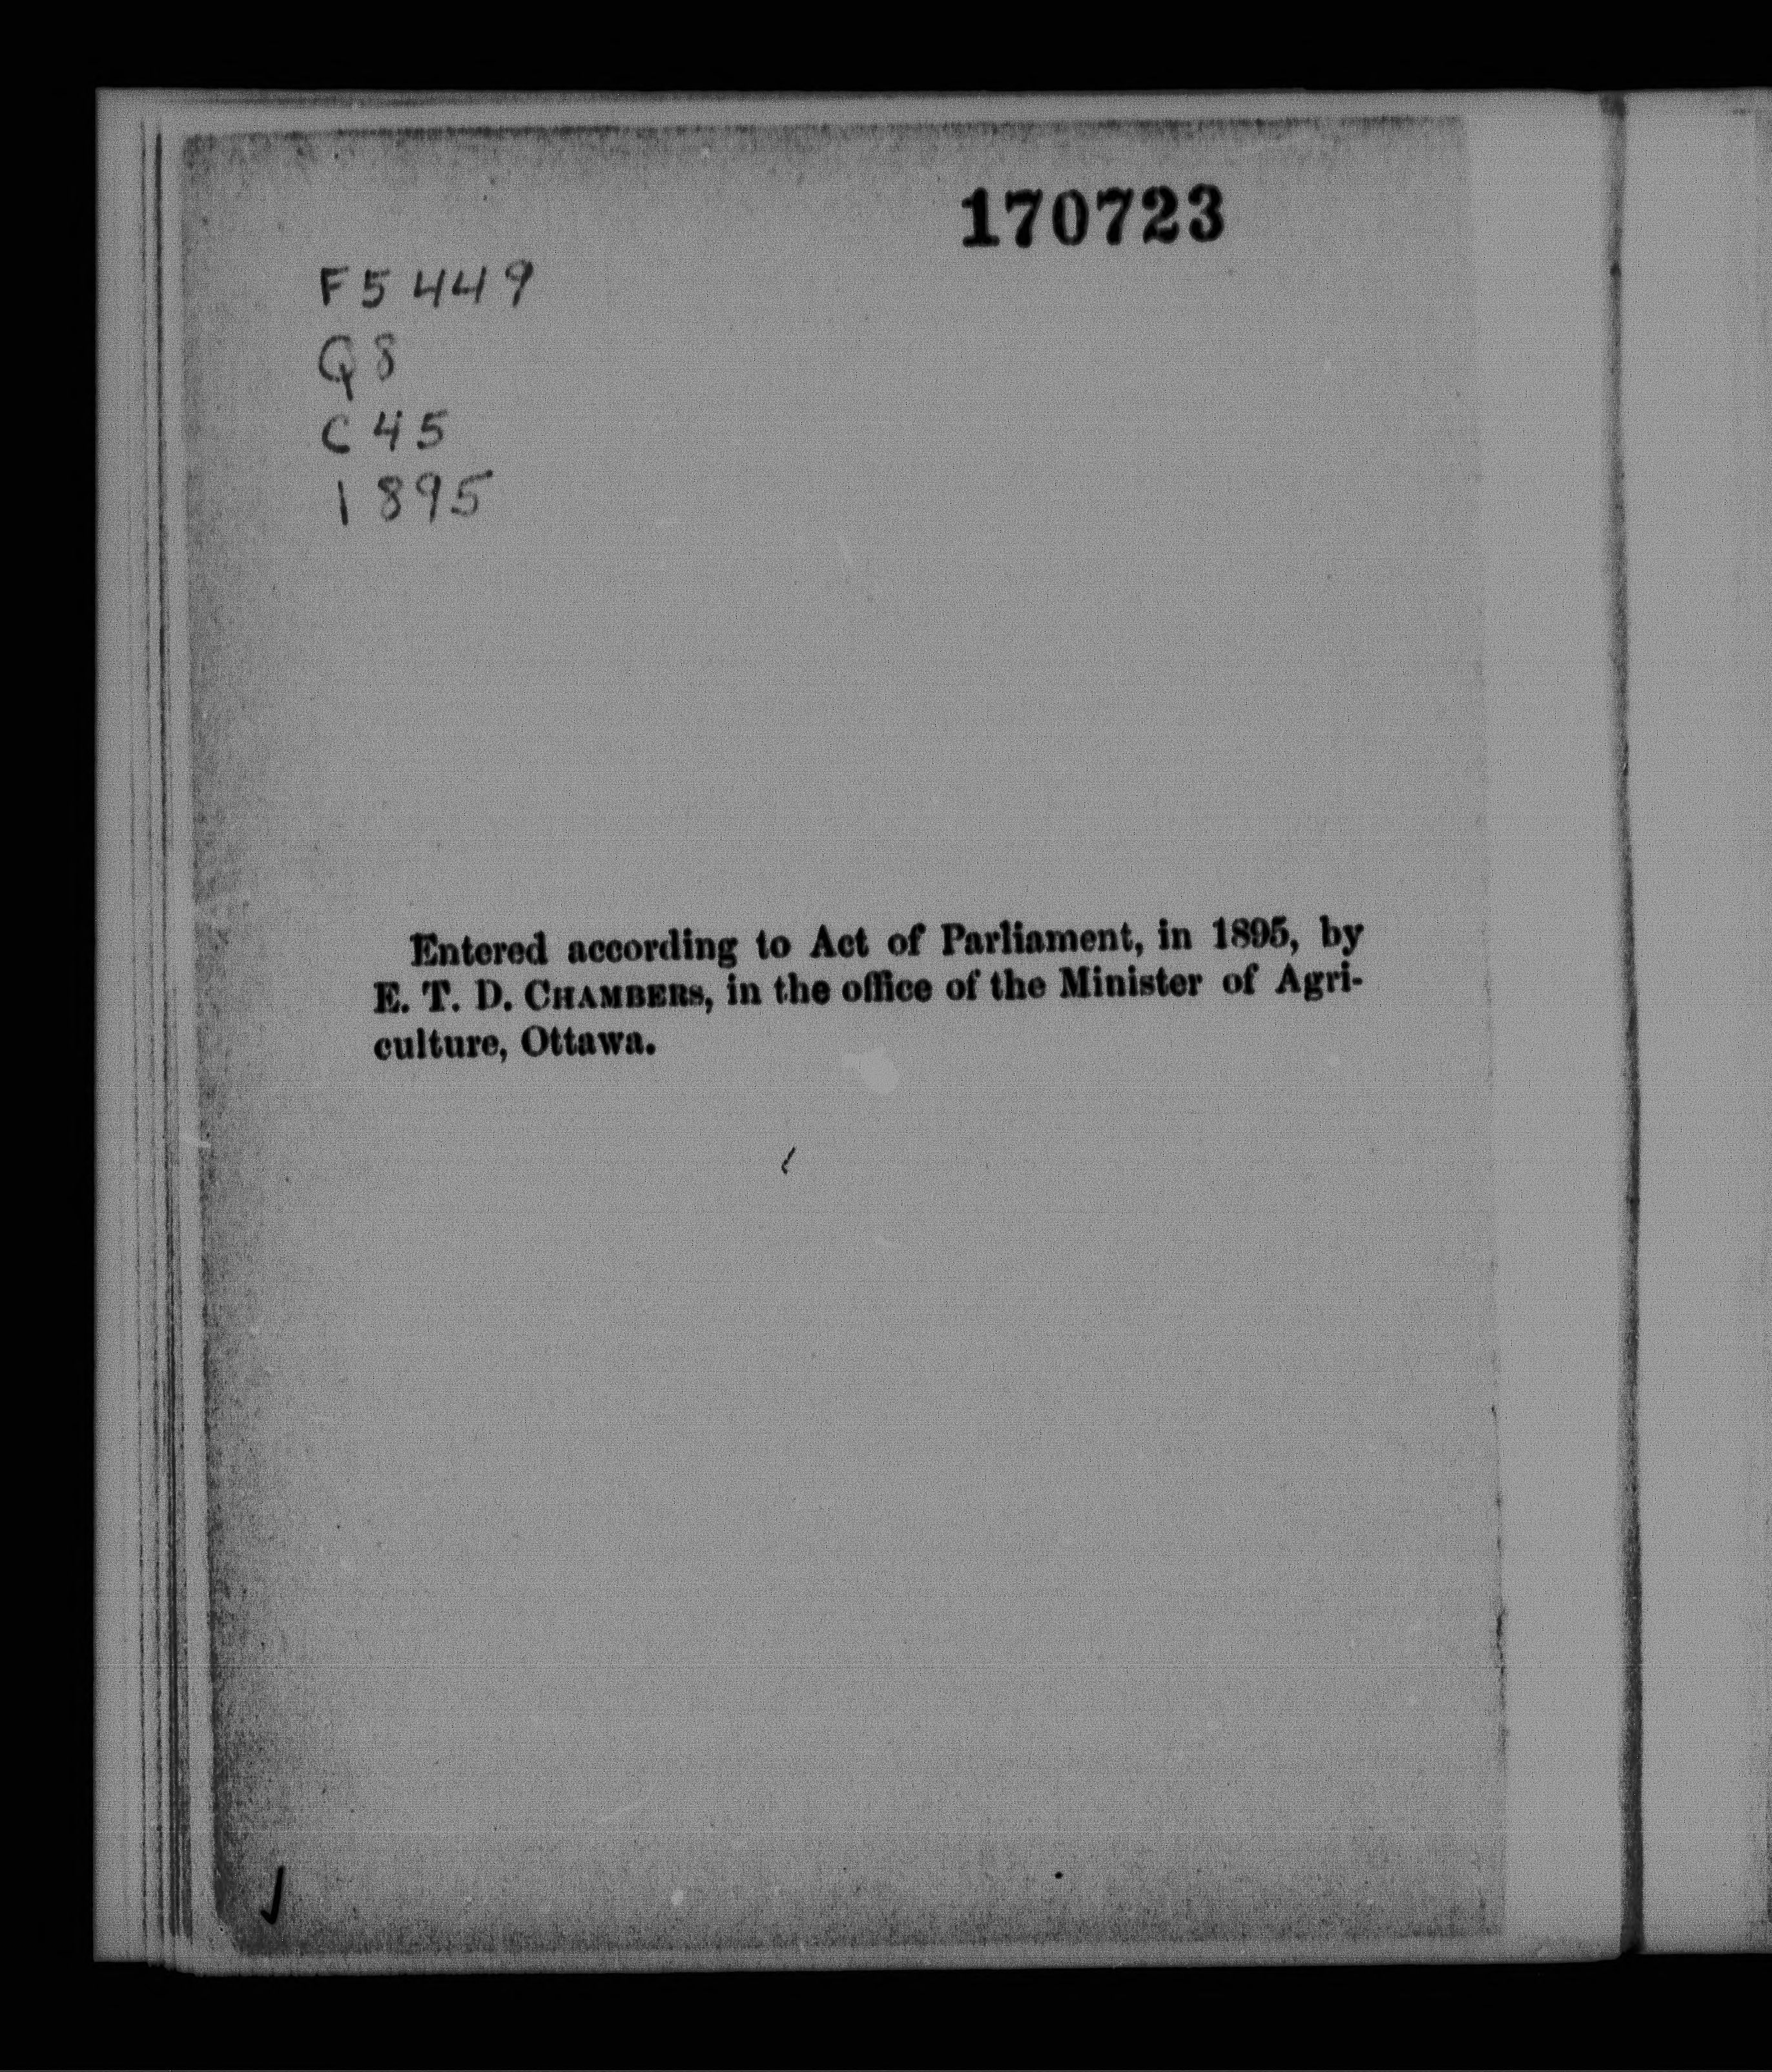 170723
F5449
Q8
C45
1895
Entered according to Act of Parliament, in 1895, by
E. T. D. CHAMBERS, in the office of the Minister of Agri-
culture, Ottawa.